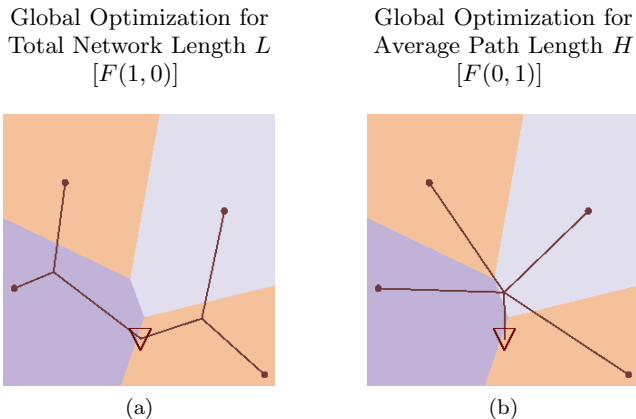 Global Optimization for
Total Network Length L
[F(1, 0)]
Global Optimization for
Average Path Length H
[F(0, 1)]
(a)
(b)